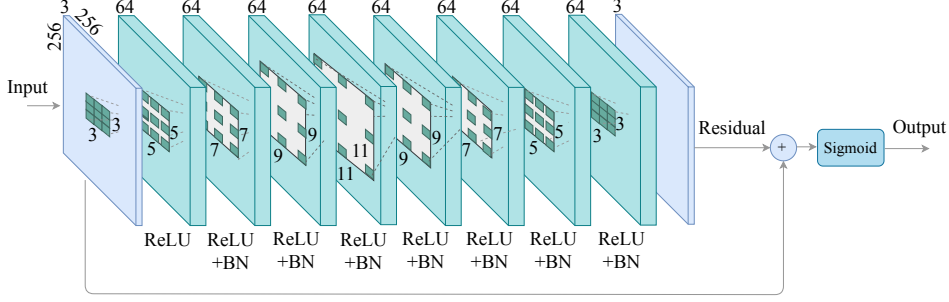 3 64 64 64 64 64 64 64 64 3
256
256
Input
3 3
5 5
7 7
9 9
11 11
9 9
7 7
5 5
3 3
Residual
+
Sigmoid
Output
ReLU
ReLU
+BN
ReLU
+BN
ReLU
+BN
ReLU
+BN
ReLU
+BN
ReLU
+BN
ReLU
+BN